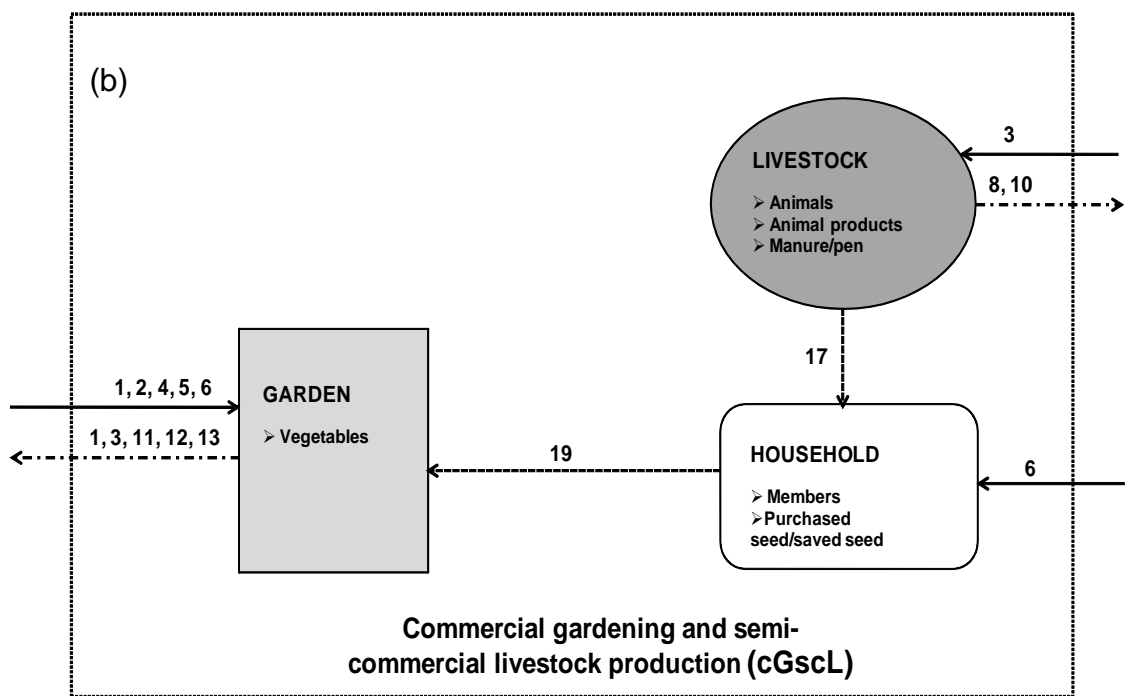 (b)
3
LIVESTOCK
8, 10
➢ Animals
➢ Animal products
➢ Manure/pen
17
1, 2, 4, 5, 6
GARDEN
1, 3, 11, 12, 13
➢ Vegetables
19
HOUSEHOLD
6
➢ Members
➢Purchased
seed/saved seed
Commercial gardening and semi-
commercial livestock production (cGscL)